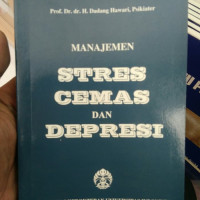 Prof. Dr. dr. H. Dadang Hawari, Psikiater
MANAJEMEN
STRES
CEMAS
DAN
DEPRESI